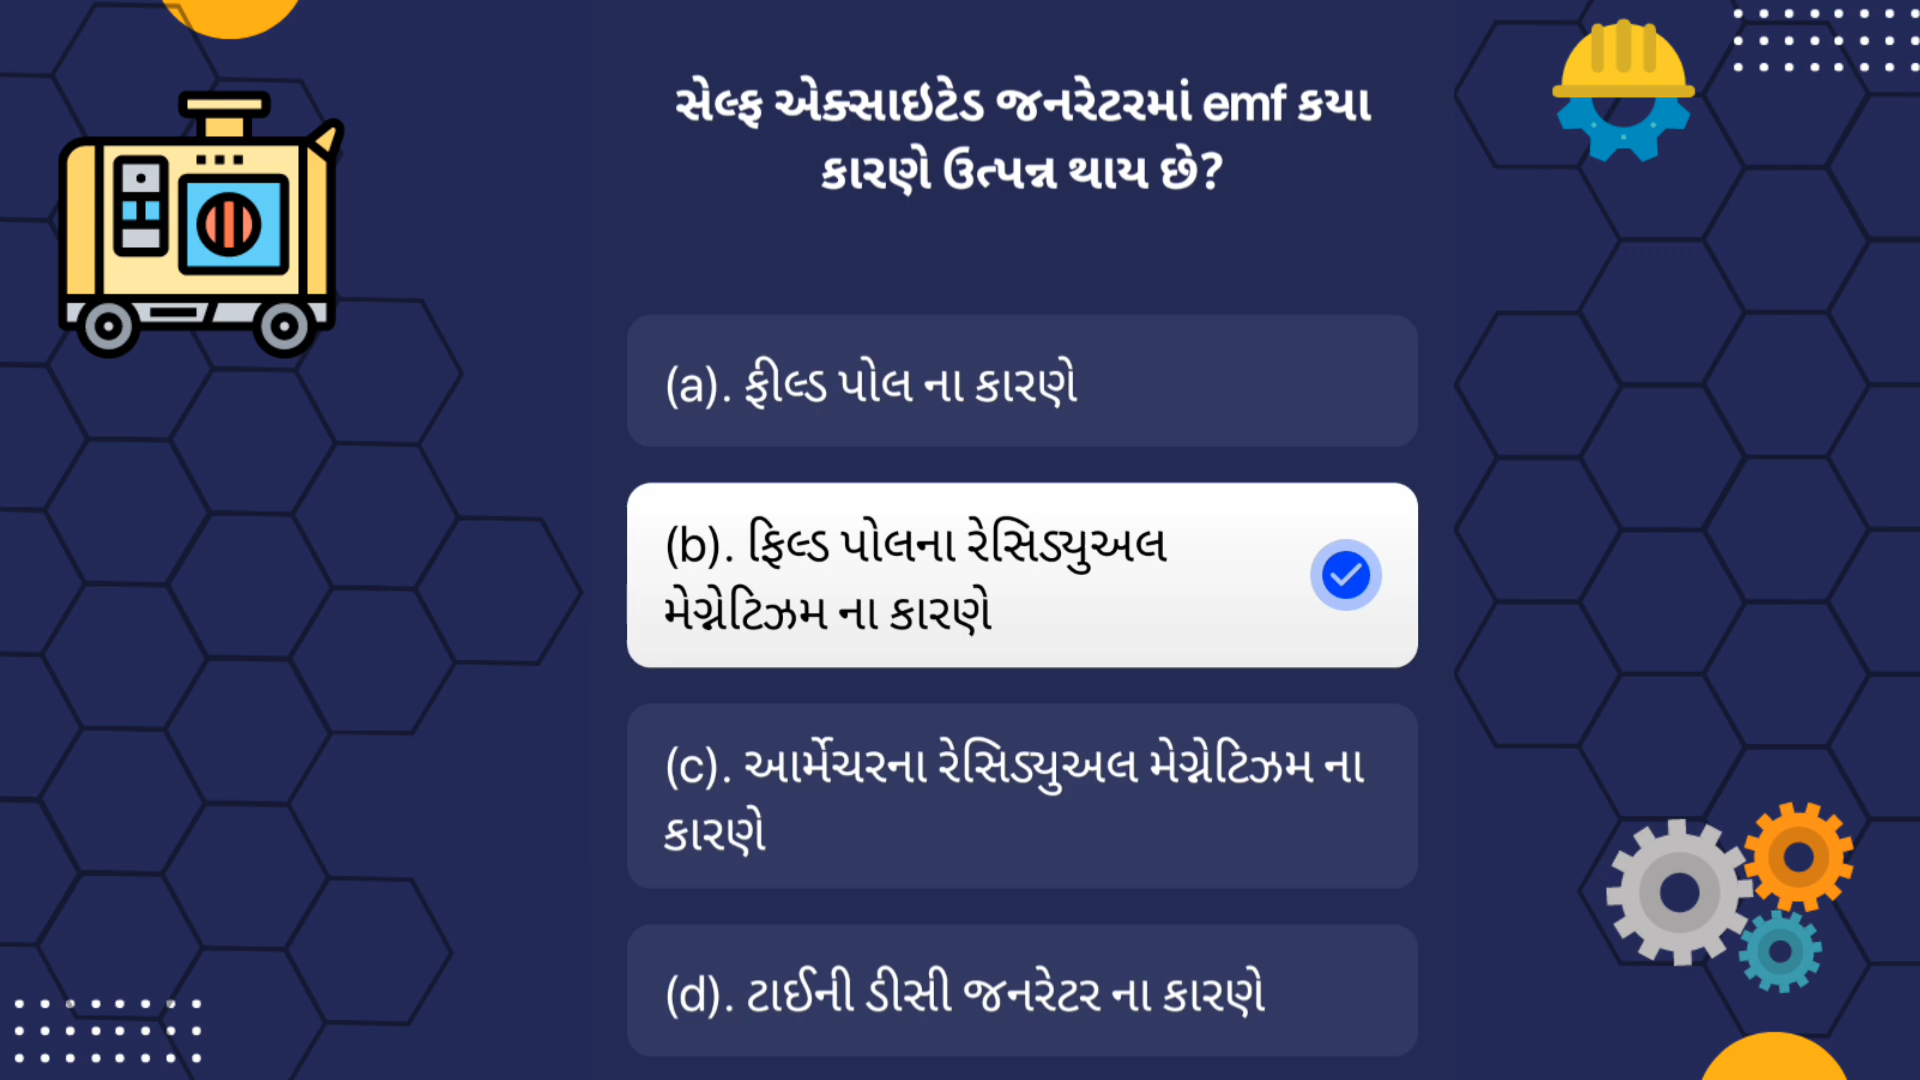 સેલ્ફ એક્સાઇટેડ જનરેટરમાં emf કયા
કારણે ઉત્પન્ન થાય છે?
(a). ફીલ્ડ પોલ ના કારણે
(b). ફિલ્ડ પોલના રેસિડ્યુઅલ
મેગ્નેટિઝમ ના કારણે
(c). આર્મેચરના રેસિડ્યુઅલ મેગ્નેટિઝમ ના
કારણે
(d). ટાઈની ડીસી જનરેટર ના કારણે